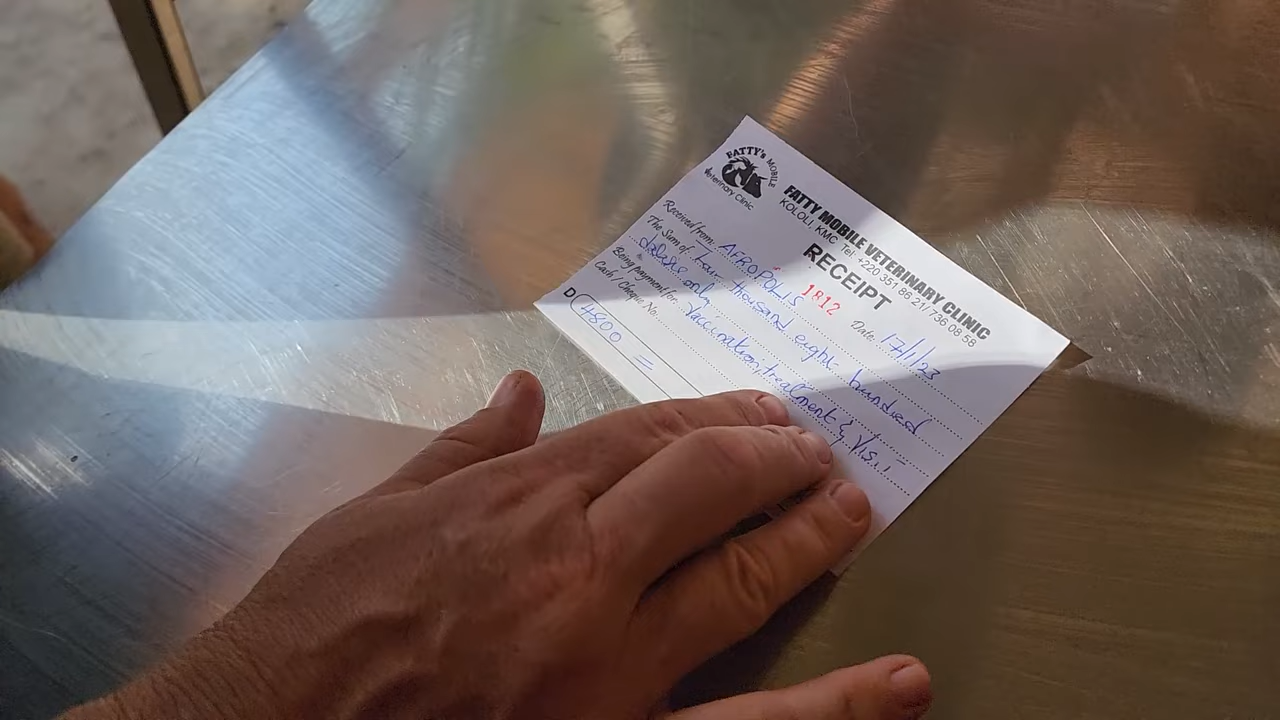 FATTY's MOBILE
Veterinary Clinic
FATTY MOBILE VETERINARY CLINIC
KOLOLI, KMC Tel: +220 351 86 21 / 736 08 58
RECEIPT
1812 Date: 17/1/23
Received from: AFROPOLIS
The Sum of: Four thousand eight hundred
dalasi only
Being payment for: Vaccination, treatment & Visit
Cash / Cheque No.
D 4800 =